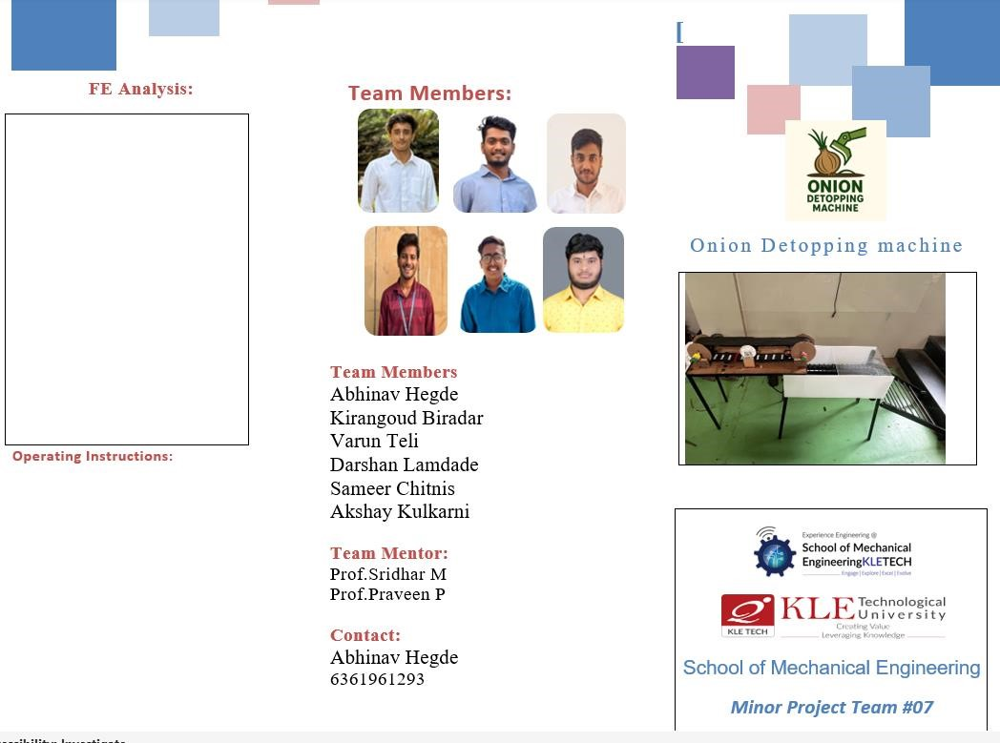 FE Analysis:
Operating Instructions:
Team Members:
Team Members
Abhinav Hegde
Kirangoud Biradar
Varun Teli
Darshan Lamdade
Sameer Chitnis
Akshay Kulkarni
Team Mentor:
Prof.Sridhar M
Prof.Praveen P
Contact:
Abhinav Hegde
6361961293
[
ONION
DETOPPING
MACHINE
Onion Detopping machine
Experience Engineering @
School of Mechanical
EngineeringKLETECH
Engage | Explore | Excel | Evolve
KLE TECH
KLE Technological
University
Creating Value
Leveraging Knowledge
School of Mechanical Engineering
Minor Project Team #07